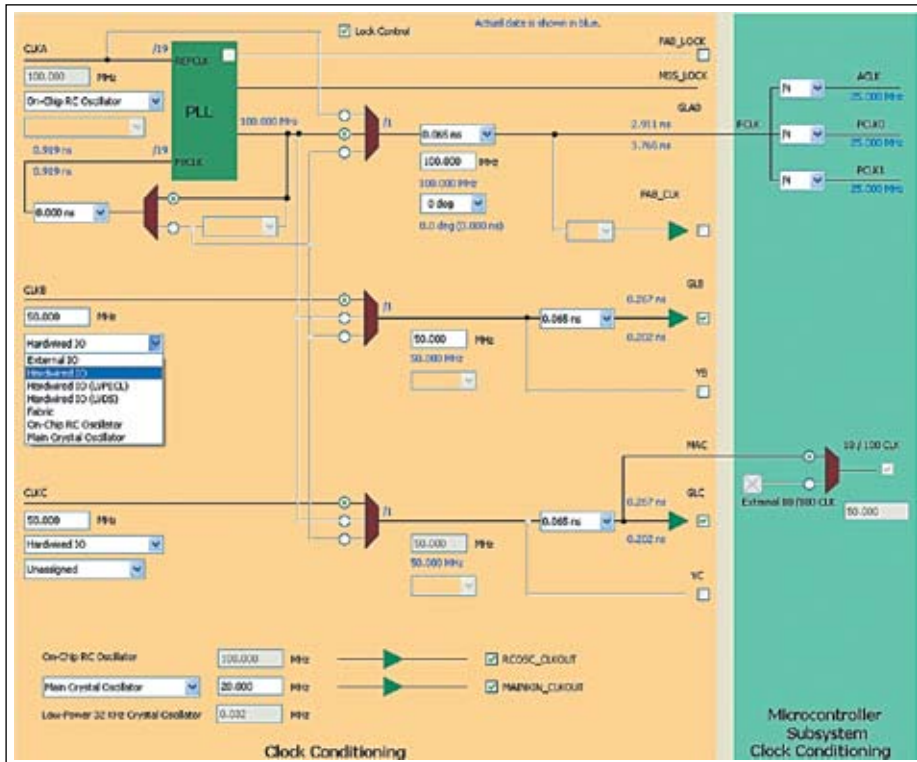 Lock Control
Actual data is shown in blue.
CLKA
/19
REFCLK
FAB_LOCK
100.000 MHz
MSS_LOCK
ACLK
On-Chip RC Oscillator
PLL
100.000 MHz
/1
0.065 ns
GLA0
2.911 ns
3.766 ns
FCLK
25.000 MHz
PCLK0
25.000 MHz
PCLK1
25.000 MHz
0.919 ns
/19
FBCLK
0.919 ns
100.000 MHz
100.000 MHz
0.000 ns
0 deg
0.0 deg (0.000 ns)
FAB_CLK
CLKB
50.000 MHz
/1
0.065 ns
GLB
0.267 ns
0.202 ns
Hardwired IO
External IO
Hardwired IO
Hardwired IO (LVPECL)
Hardwired IO (LVDS)
Fabric
On-Chip RC Oscillator
Main Crystal Oscillator
50.000 MHz
50.000 MHz
YB
MAC
10 / 100 CLK
CLKC
50.000 MHz
/1
0.065 ns
0.267 ns
GLC
0.202 ns
External 10/100 CLK
50.000
Hardwired IO
Unassigned
50.000 MHz
50.000 MHz
YC
On-Chip RC Oscillator
100.000 MHz
RCOSC_CLKOUT
Main Crystal Oscillator
20.000 MHz
MAINXIN_CLKOUT
Low-Power 32 KHz Crystal Oscillator
0.032 MHz
Clock Conditioning
Microcontroller
Subsystem
Clock Conditioning